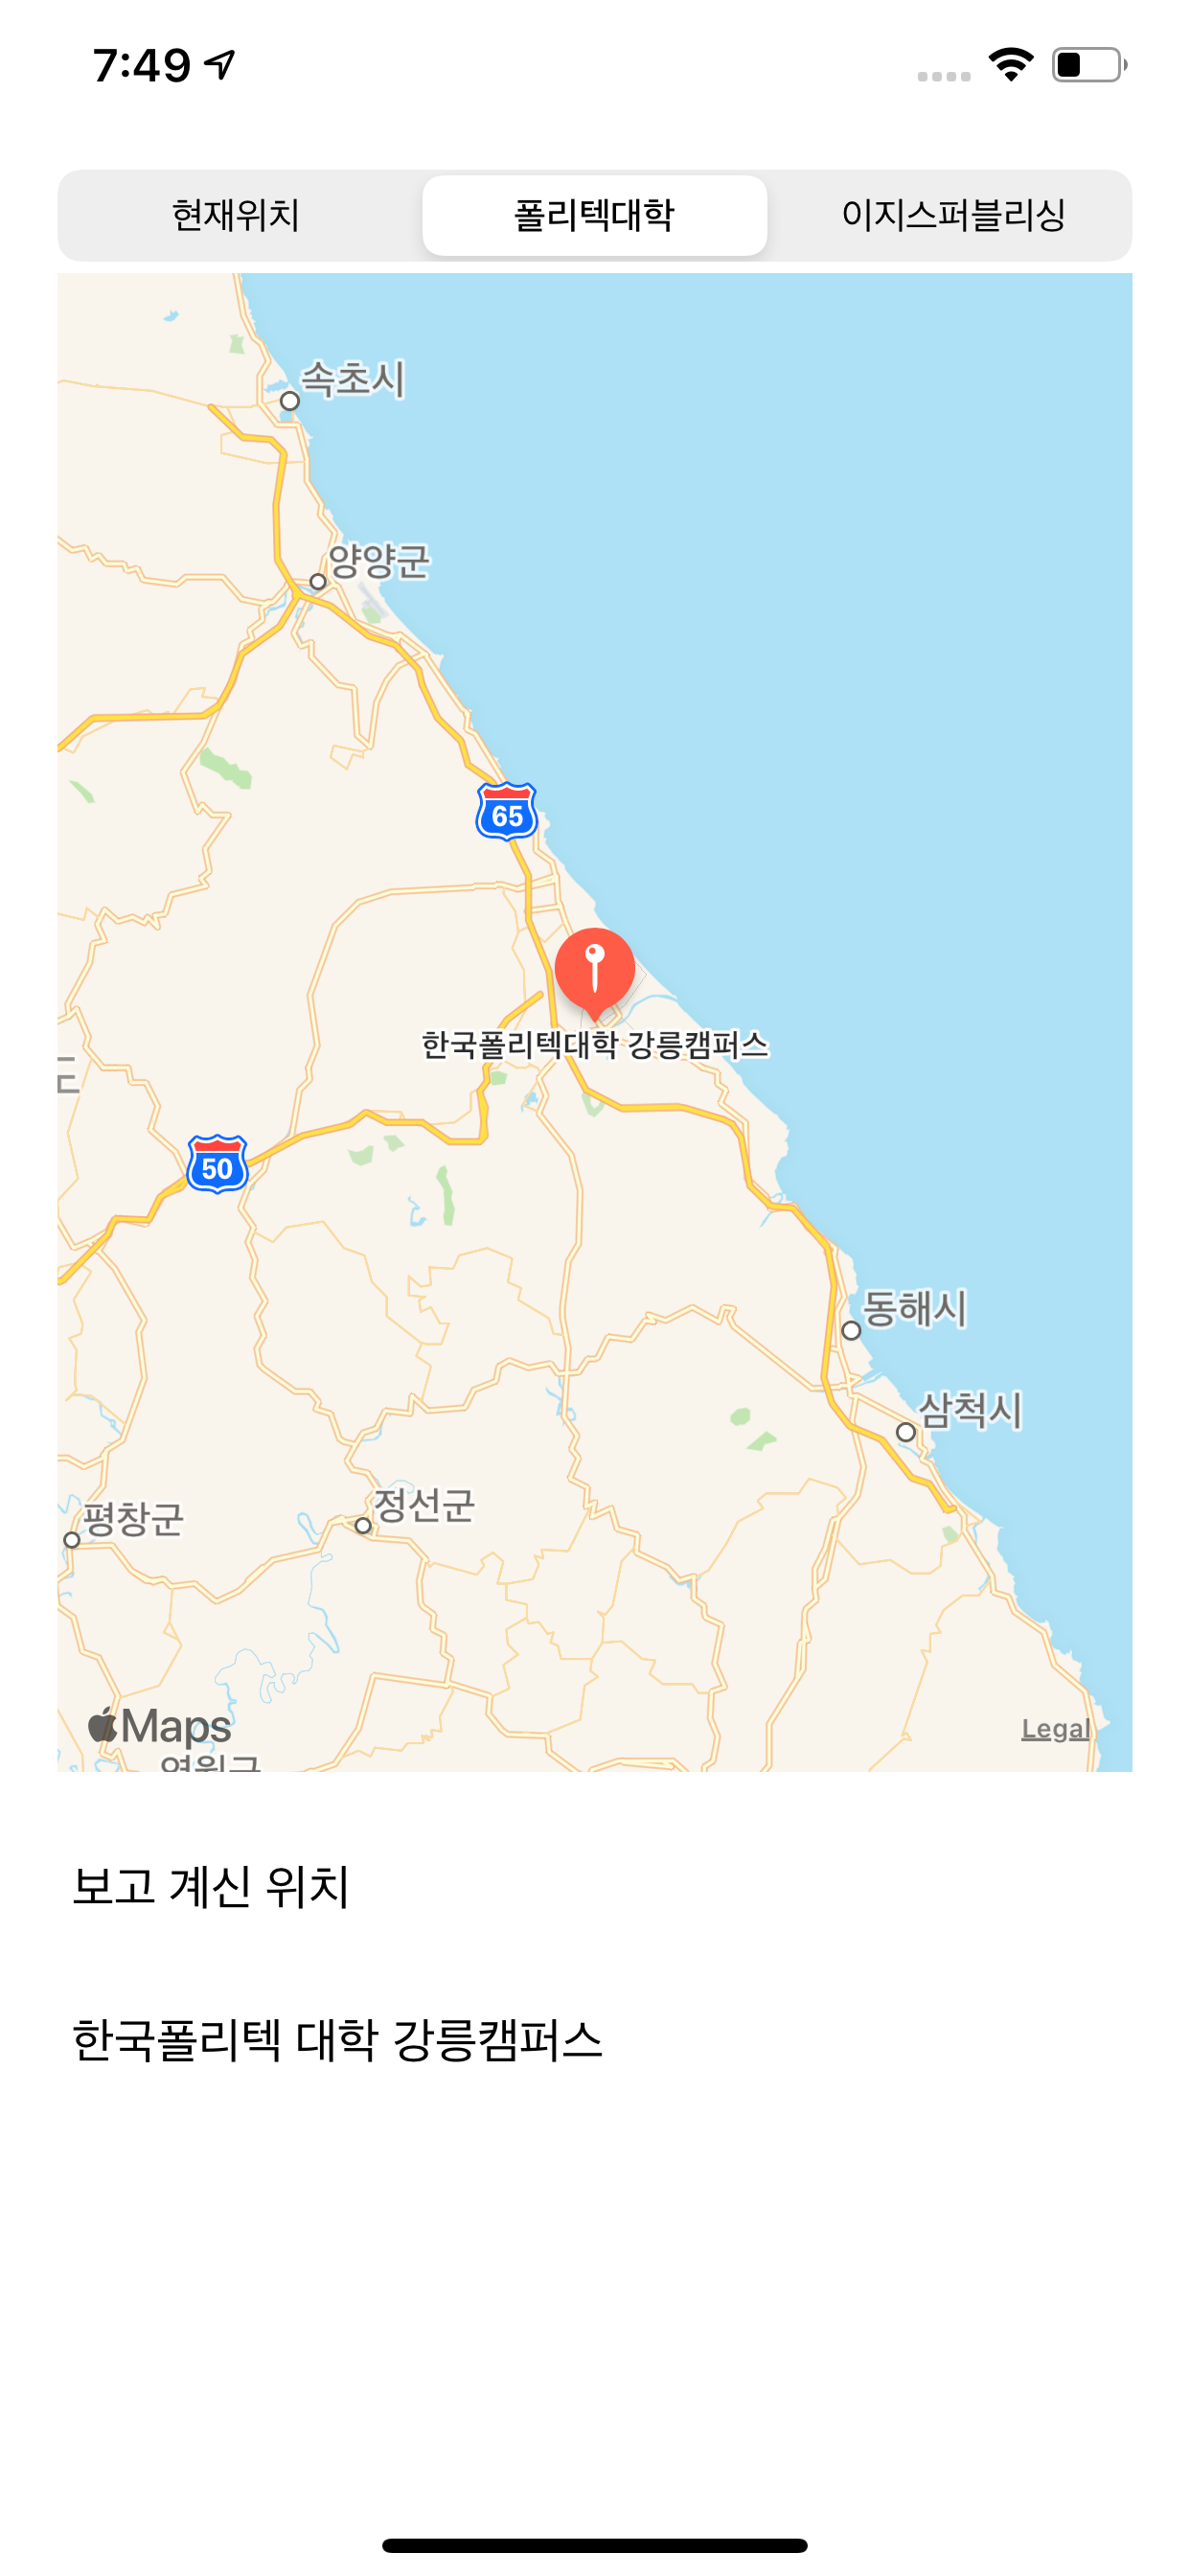 7:49
현재위치
폴리텍대학
이지스퍼블리싱
속초시
양양군
65
한국폴리텍대학 강릉캠퍼스
50
동해시
삼척시
정선군
평창군
Maps
Legal
보고 계신 위치
한국폴리텍 대학 강릉캠퍼스